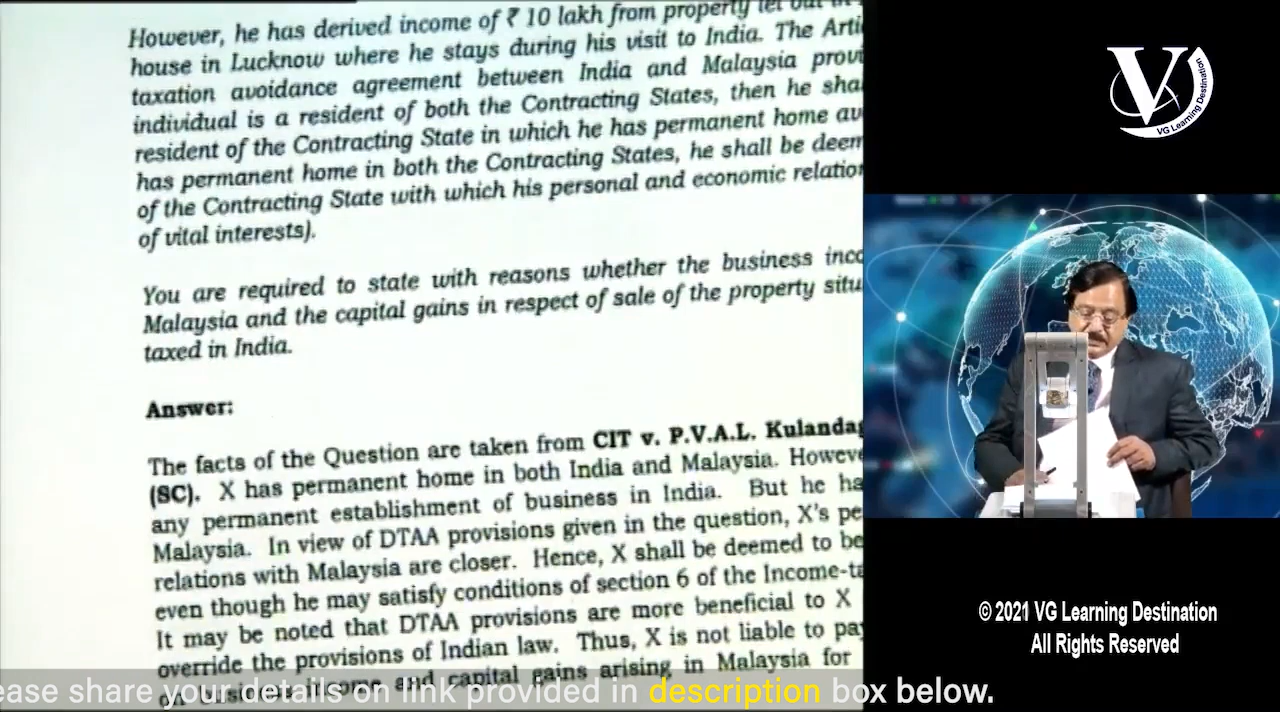 However, he has derived income of ₹ 10 lakh from property let out in
house in Lucknow where he stays during his visit to India. The Arti
taxation avoidance agreement between India and Malaysia provi
individual is a resident of both the Contracting States, then he sha
resident of the Contracting State in which he has permanent home av
has permanent home in both the Contracting States, he shall be deem
of the Contracting State with which his personal and economic relation
of vital interests).
You are required to state with reasons whether the business inco
Malaysia and the capital gains in respect of sale of the property situ
taxed in India.
Answer:
The facts of the Question are taken from CIT v. P.V.A.L. Kulandag
(SC). X has permanent home in both India and Malaysia. Howeve
any permanent establishment of business in India. But he ha
Malaysia. In view of DTAA provisions given in the question, X's pe
relations with Malaysia are closer. Hence, X shall be deemed to be
even though he may satisfy conditions of section 6 of the Income-ta
It may be noted that DTAA provisions are more beneficial to X
override the provisions of Indian law. Thus, X is not liable to pay
on business income and capital gains arising in Malaysia for
ease share your details on link provided in description box below.
V
VG Learning Destination
© 2021 VG Learning Destination
All Rights Reserved